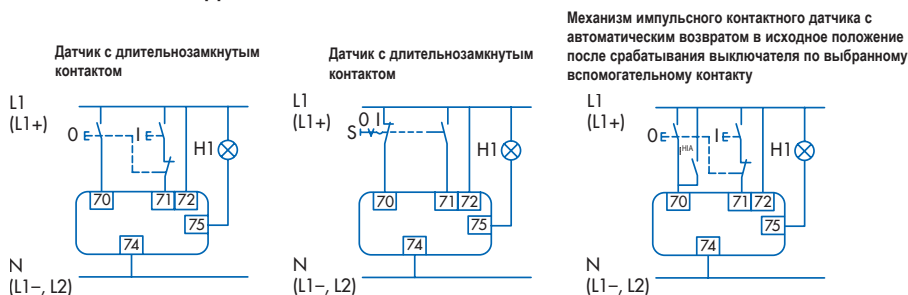 Датчик с длительнозамкнутым
контактом
Датчик с длительнозамкнутым
контактом
Механизм импульсного контактного датчика с
автоматическим возвратом в исходное положение
после срабатывания выключателя по выбранному
вспомогательному контакту
L1
(L1+)
0 I
H1
70 71 72
75
74
N
(L1–, L2)
L1
(L1+)
0 I
S
H1
70 71 72
75
74
N
(L1–, L2)
L1
(L1+)
0 HIA I
H1
70 71 72
75
74
N
(L1–, L2)